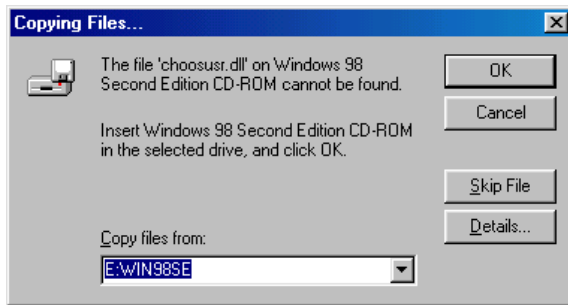 Copying Files...
The file 'choosusr.dll' on Windows 98
Second Edition CD-ROM cannot be found.
Insert Windows 98 Second Edition CD-ROM
in the selected drive, and click OK.
Copy files from:
E:WIN98SE
OK
Cancel
Skip File
Details...